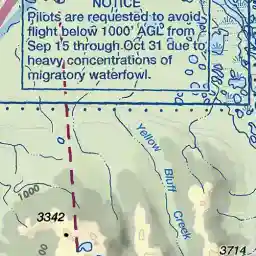 NOTICE
Pilots are requested to avoid
flight below 1000' AGL from
Sep 15 through Oct 31 due to
heavy concentrations of
migratory waterfowl.
Yellow
Bluff
Creek
1000
3342
3714